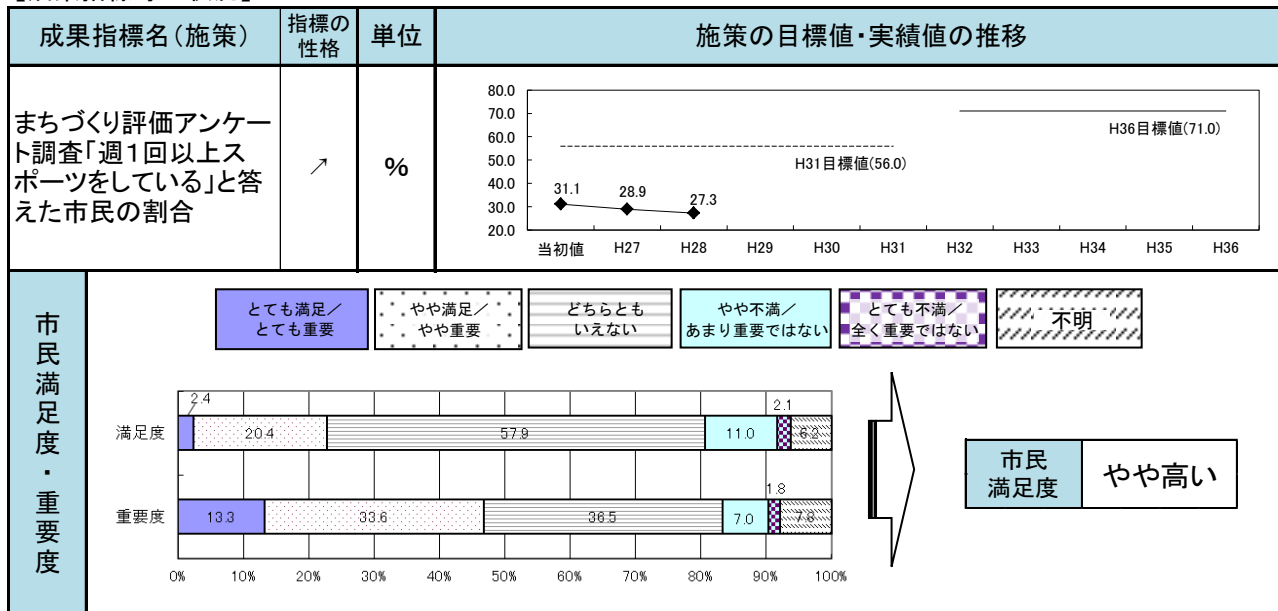 成果指標名（施策）
指標の
性格
単位
施策の目標値・実績値の推移
まちづくり評価アンケー
ト調査「週１回以上ス
ポーツをしている」と答
えた市民の割合
↗
%
80.0
70.0
60.0
50.0
40.0
30.0
20.0
31.1
28.9
27.3
H31目標値(56.0)
H36目標値(71.0)
当初値
H27
H28
H29
H30
H31
H32
H33
H34
H35
H36
市民満足度・重要度
とても満足／
とても重要
やや満足／
やや重要
どちらとも
いえない
やや不満／
あまり重要ではない
とても不満／
全く重要ではない
不明
満足度
2.4
20.4
57.9
11.0
2.1
6.2
重要度
13.3
33.6
36.5
7.0
1.8
7.8
0%
10%
20%
30%
40%
50%
60%
70%
80%
90%
100%
市民
満足度
やや高い